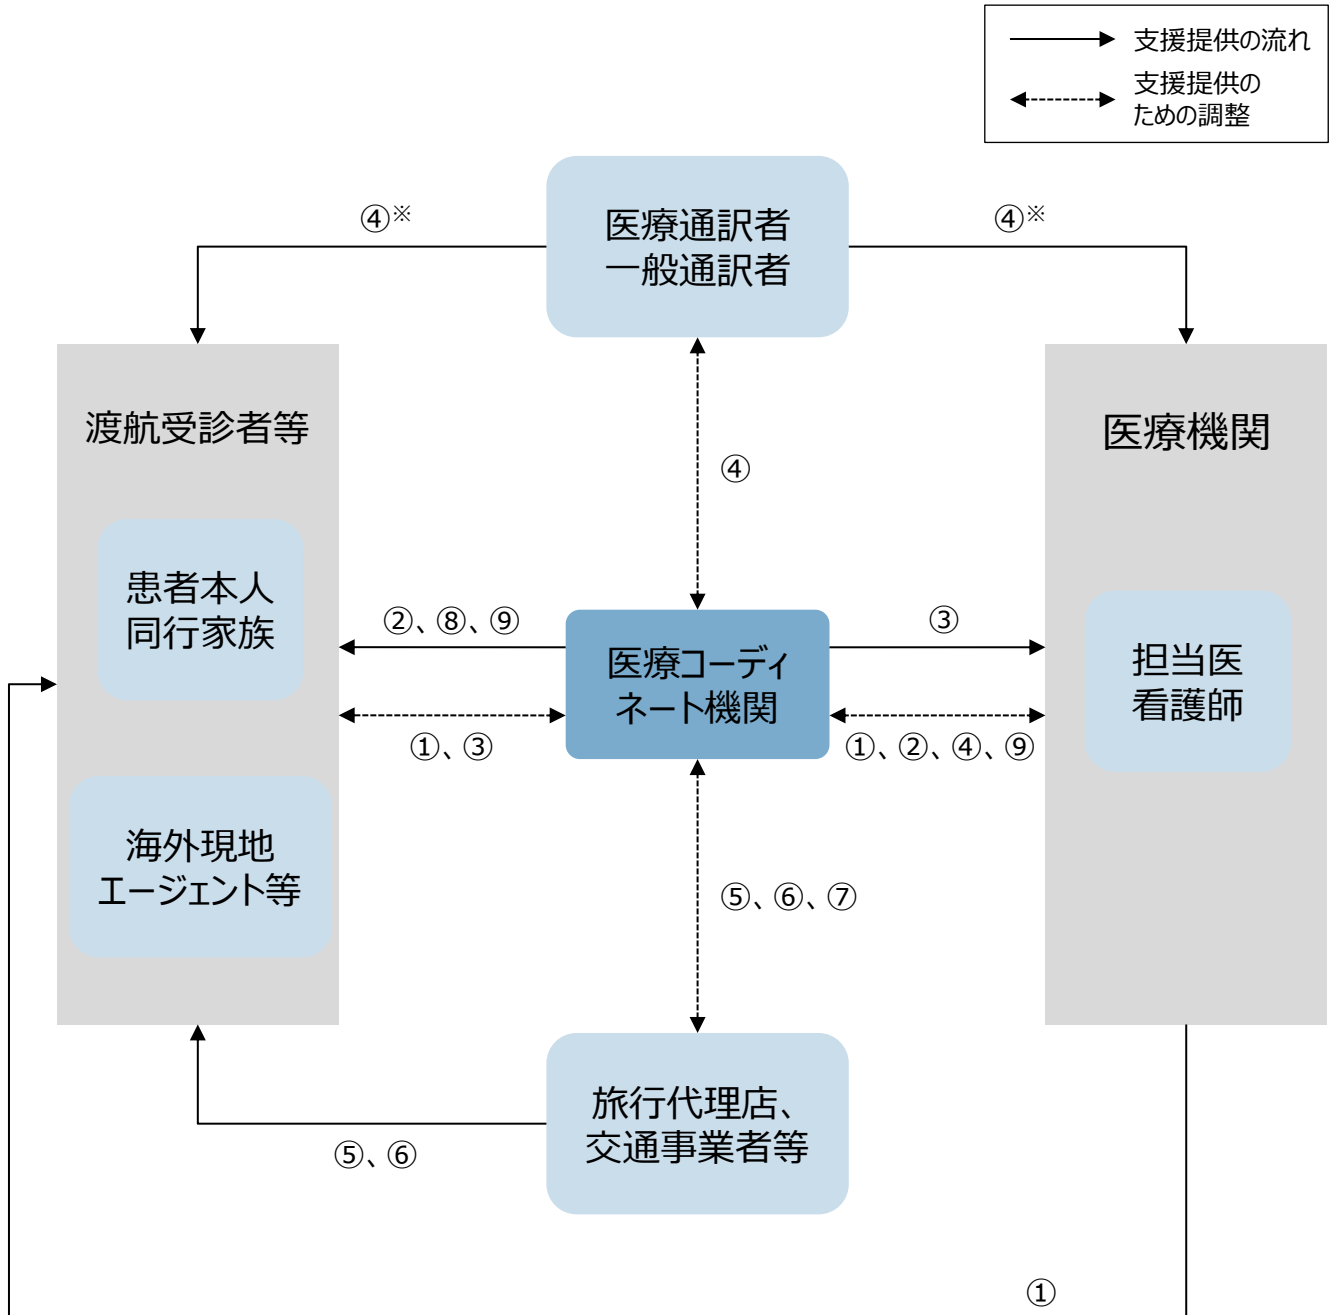 支援提供の流れ
支援提供の
ための調整
④※
医療通訳者
一般通訳者
④※
渡航受診者等
医療機関
④
患者本人
同行家族
②、⑧、⑨
医療コーディ
ネート機関
③
担当医
看護師
①、③
①、②、④、⑨
海外現地
エージェント等
⑤、⑥、⑦
旅行代理店、
交通事業者等
⑤、⑥
①